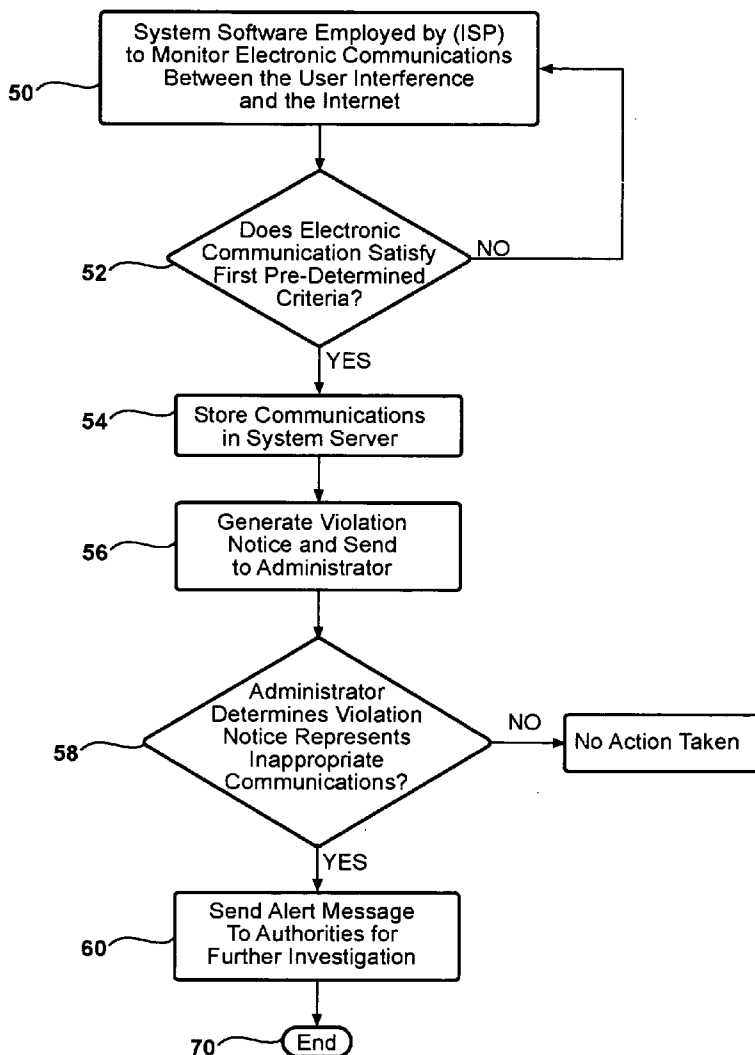 System Software Employed by (ISP)
to Monitor Electronic Communications
Between the User Interference
and the Internet
50
Does Electronic
Communication Satisfy
First Pre-Determined
Criteria?
52
NO
YES
54
Store Communications
in System Server
Generate Violation
Notice and Send
to Administrator
56
Administrator
Determines Violation
Notice Represents
Inappropriate
Communications?
58
NO
No Action Taken
YES
Send Alert Message
To Authorities for
Further Investigation
60
70
End